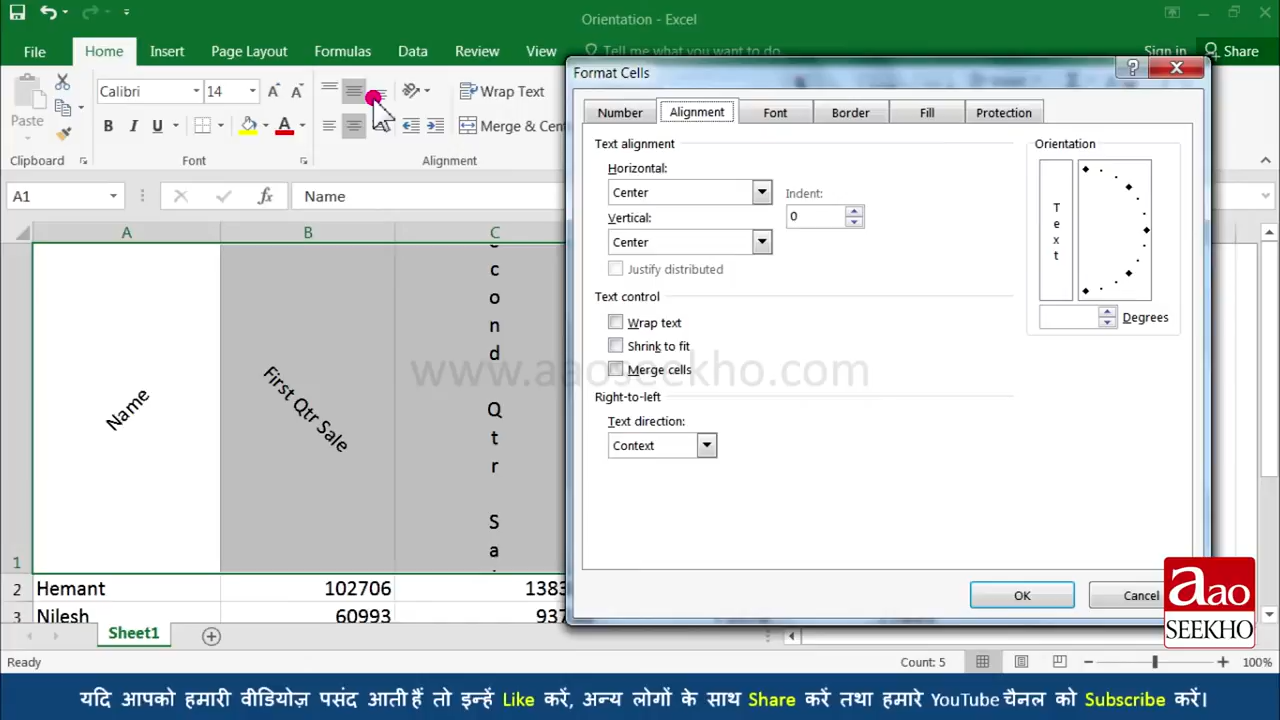 Orientation - Excel
File Home Insert Page Layout Formulas Data Review View Tell me what you want to do Sign in Share
Format Cells
Calibri 14 Wrap Text
Paste B I U A Merge & Cen
Clipboard Font Alignment
A1 fx Name
A B C
Name
First Qtr Sale
c
o
n
d
Q
t
r
S
a
1
2 Hemant 102706 1383
3 Nilesh 60993 937
Number Alignment Font Border Fill Protection
Text alignment
Horizontal:
Center
Indent:
0
Vertical:
Center
Justify distributed
Text control
Wrap text
Shrink to fit
Merge cells
Right-to-left
Text direction:
Context
Orientation
T
e
x
t
Degrees
OK Cancel
www.aaoseekho.com
aao
SEEKHO
Sheet1
Ready Count: 5 100%
यदि आपको हमारी वीडियोज़ पसंद आती हैं तो इन्हें Like करें, अन्य लोगों के साथ Share करें तथा हमारे YouTube चैनल को Subscribe करें।